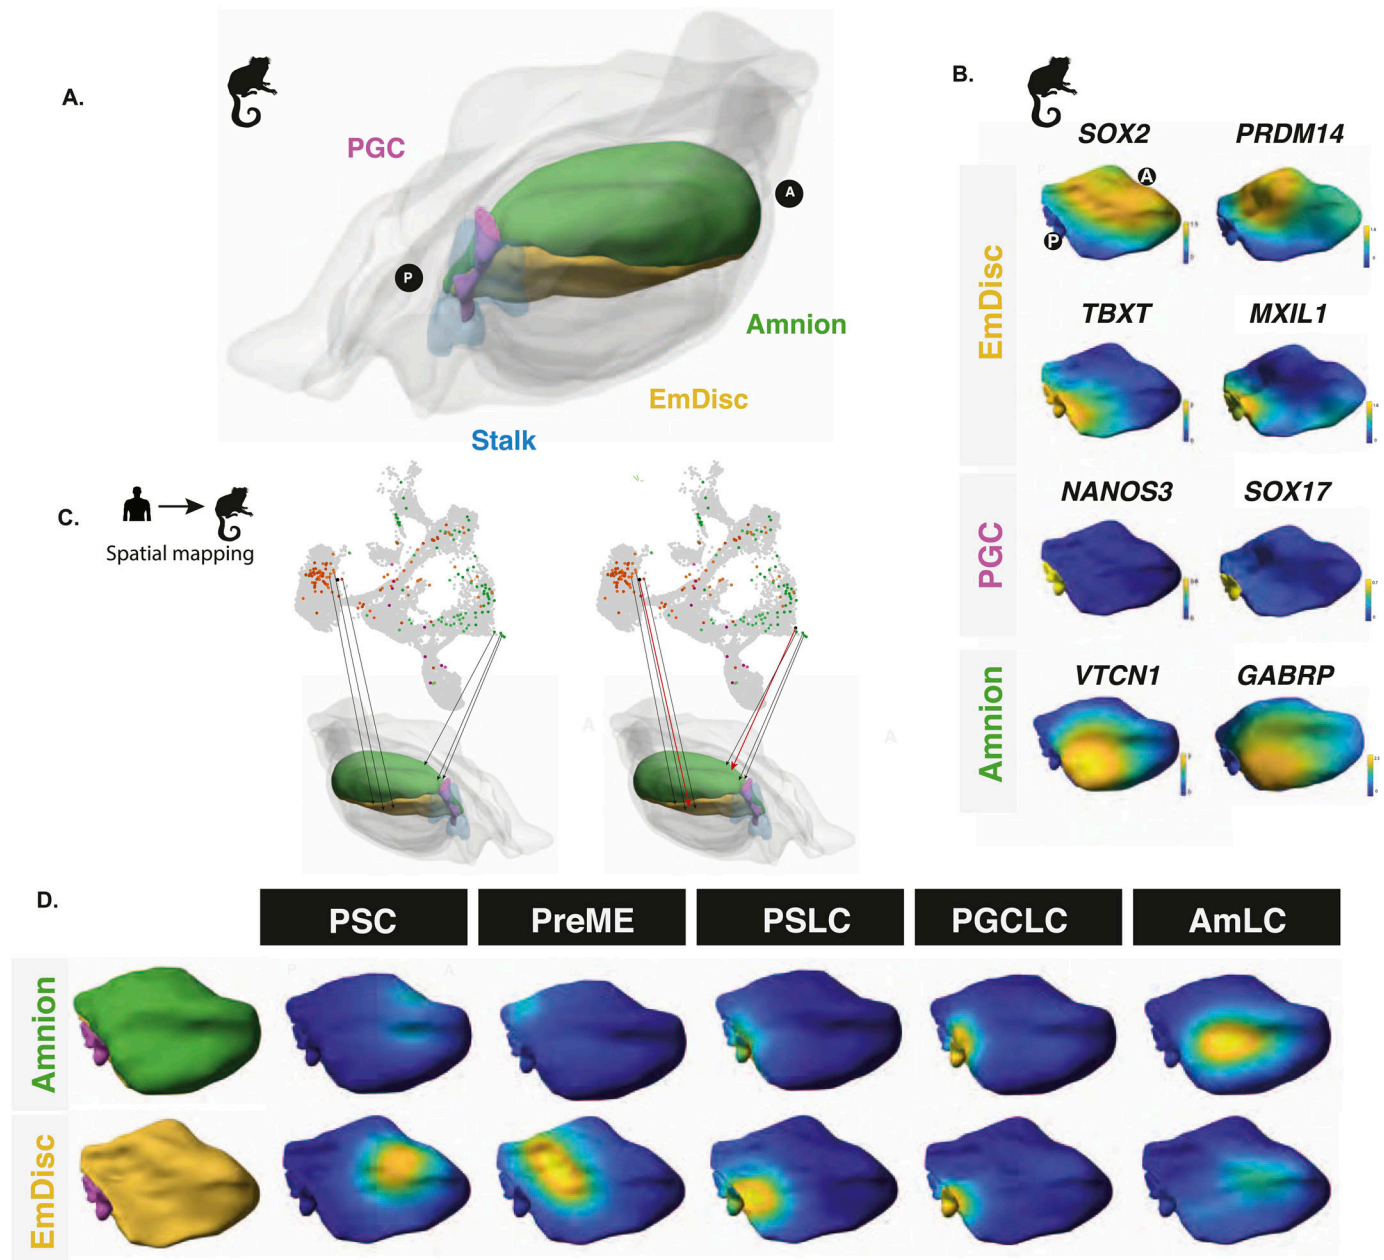 A.
PGC
A
P
Amnion
EmDisc
Stalk
B.
SOX2
PRDM14
A
P
EmDisc
TBXT
MXIL1
PGC
NANOS3
SOX17
Amnion
VTCN1
GABRP
C.
Spatial mapping
A
A
D.
PSC
PreME
PSLC
PGCLC
AmLC
Amnion
P
A
EmDisc